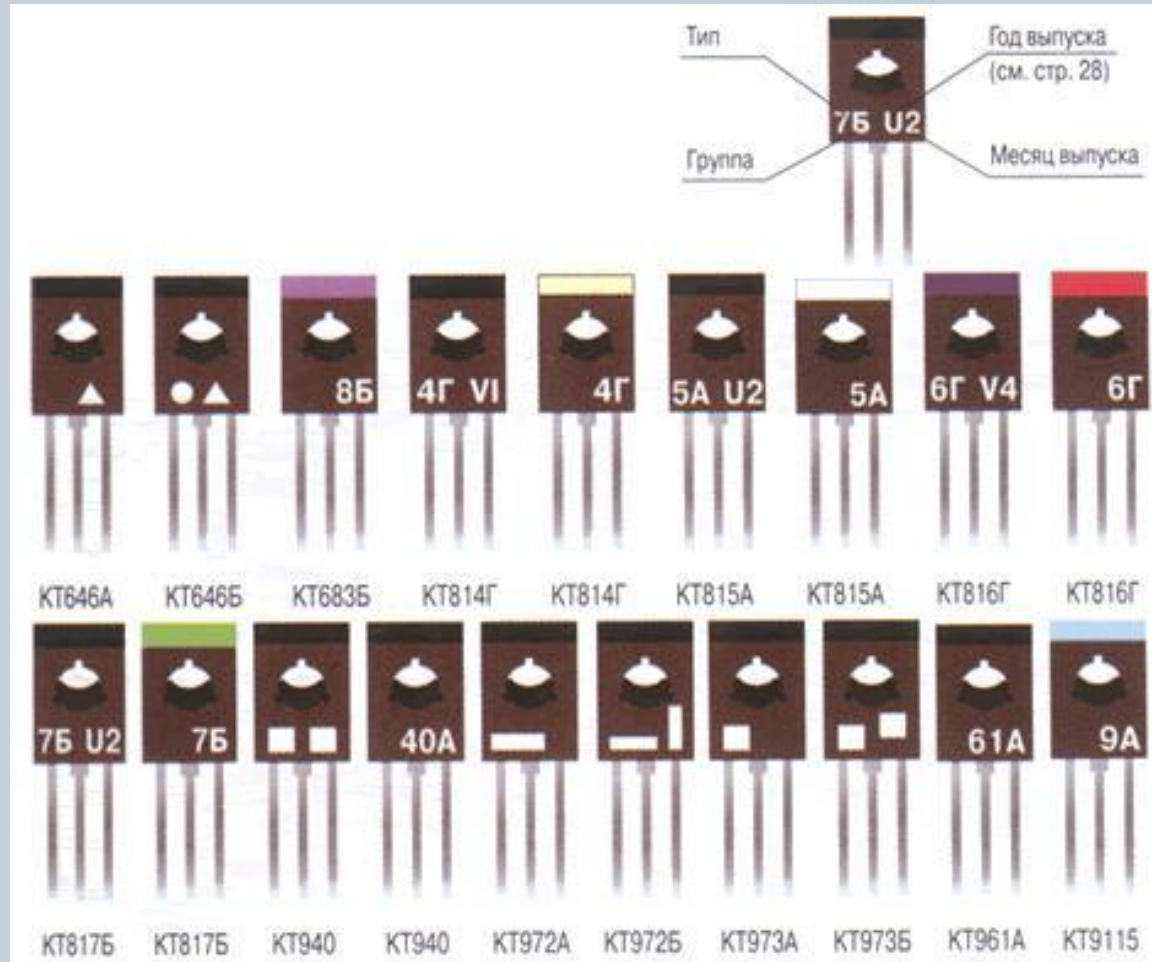 Тип
Год выпуска
(см. стр. 28)
7Б U2
Группа
Месяц выпуска
8Б
4Г VI
4Г
5А U2
5А
6Г V4
6Г
КТ646А КТ646Б КТ683Б КТ814Г КТ814Г КТ815А КТ815А КТ816Г КТ816Г
7Б U2
7Б
40А
61А
9А
КТ817Б КТ817Б КТ940 КТ940 КТ972А КТ972Б КТ973А КТ973Б КТ961А КТ9115